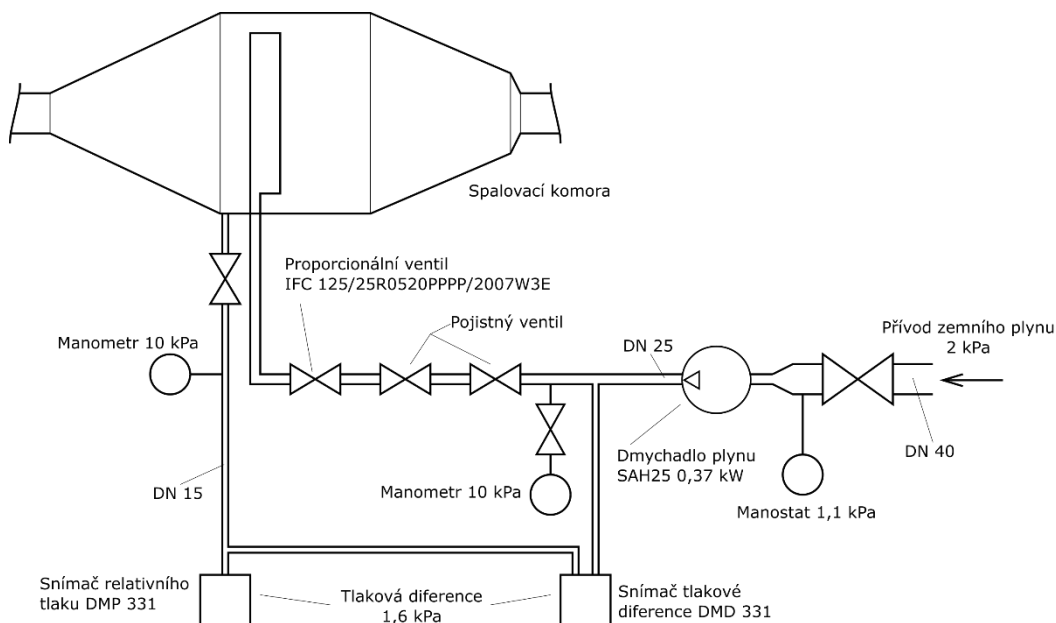 Spalovací komora
Proporcionální ventil
IFC 125/25R0520PPPP/2007W3E
Pojistný ventil
Přívod zemního plynu
2 kPa
Manometr 10 kPa
DN 25
DN 40
Dmychadlo plynu
SAH25 0,37 kW
DN 15
Manometr 10 kPa
Manostat 1,1 kPa
Snímač relativního
tlaku DMP 331
Tlaková diference
1,6 kPa
Snímač tlakové
diference DMD 331